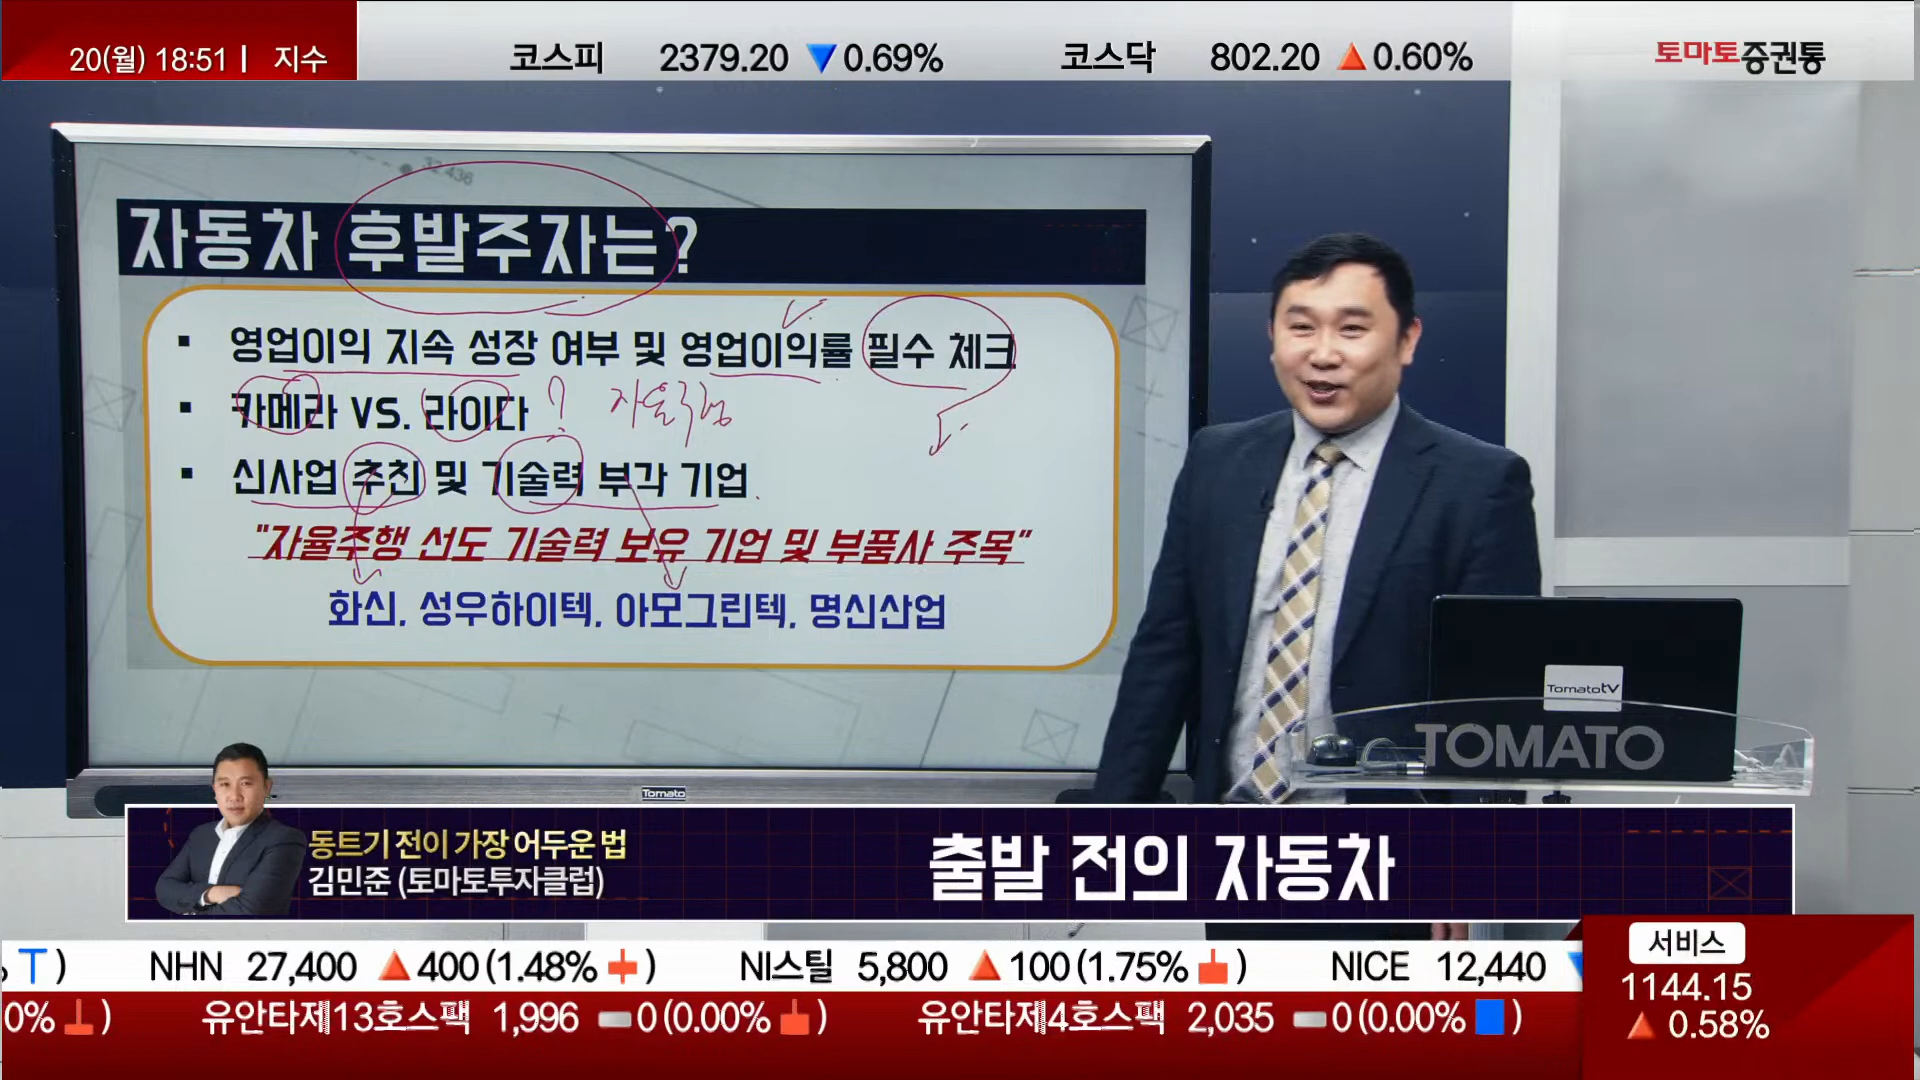 20(월) 18:51 | 지수 코스피 2379.20 ▼0.69% 코스닥 802.20 ▲0.60% 토마토증권통
32.436
자동차 후발주자는?
▪ 영업이익 지속 성장 여부 및 영업이익률 필수 체크
▪ 카메라 VS. 라이다 ? 자율주행
▪ 신사업 추진 및 기술력 부각 기업
"자율주행 선도 기술력 보유 기업 및 부품사 주목"
화신, 성우하이텍, 아모그린텍, 명신산업
TomatoTV
TOMATO
Tomato
동트기 전이 가장 어두운 법
김민준 (토마토투자클럽)
출발 전의 자동차
) NHN 27,400 ▲400(1.48% ) NI스틸 5,800 ▲100(1.75% ) NICE 12,440
0% ) 유안타제13호스팩 1,996 0(0.00% ) 유안타제4호스팩 2,035 0(0.00% )
서비스
1144.15
▲ 0.58%